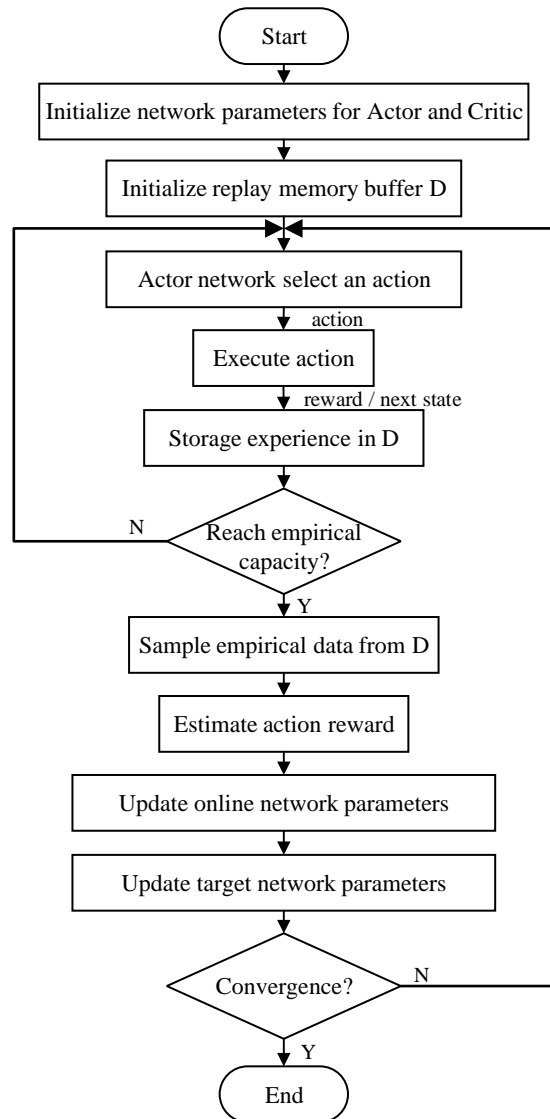 Start
Initialize network parameters for Actor and Critic
Initialize replay memory buffer D
Actor network select an action
action
Execute action
reward / next state
Storage experience in D
N
Reach empirical
capacity?
Y
Sample empirical data from D
Estimate action reward
Update online network parameters
Update target network parameters
Convergence?
N
Y
End